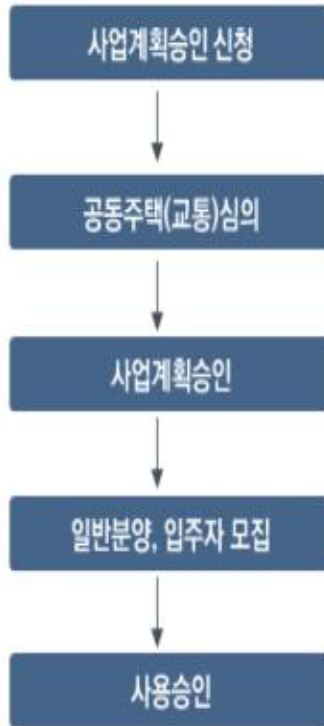 사업계획승인 신청
공동주택(교통)심의
사업계획승인
일반분양, 입주자 모집
사용승인